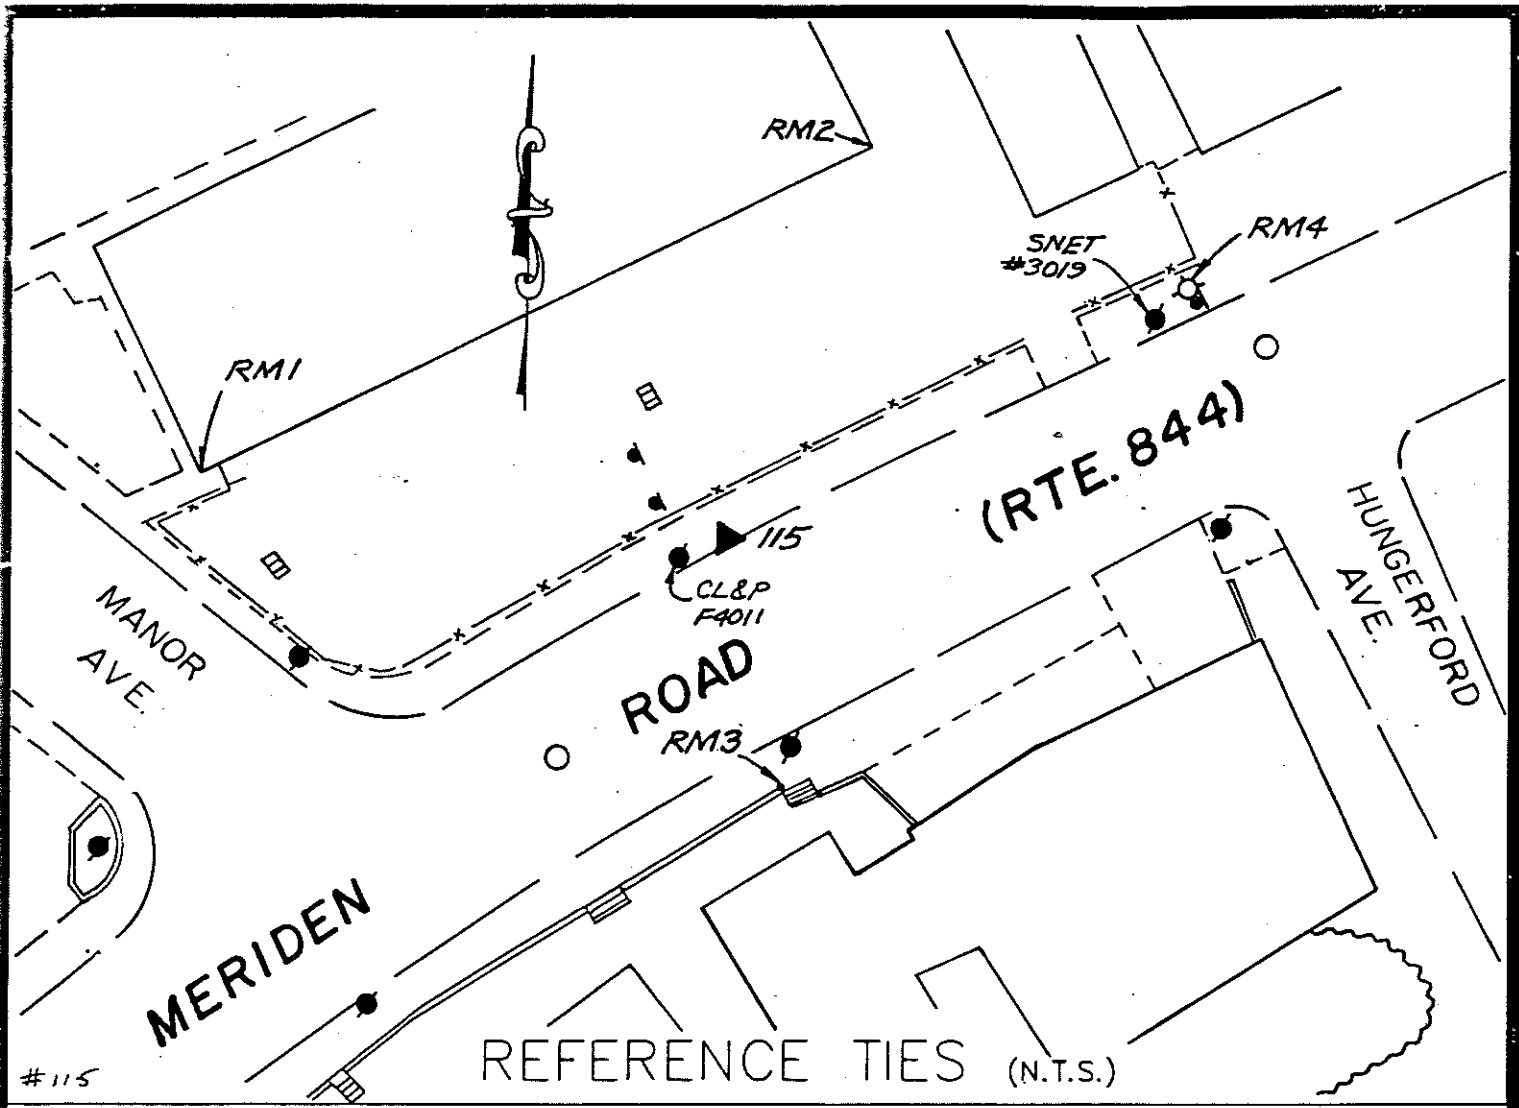 RM2
SNET
#3019
RM4
RM1
(RTE. 844)
115
CL&P
F4011
HUNGERFORD
AVE.
MANOR
AVE.
ROAD
RM3
MERIDEN
REFERENCE TIES (N.T.S.)
#115